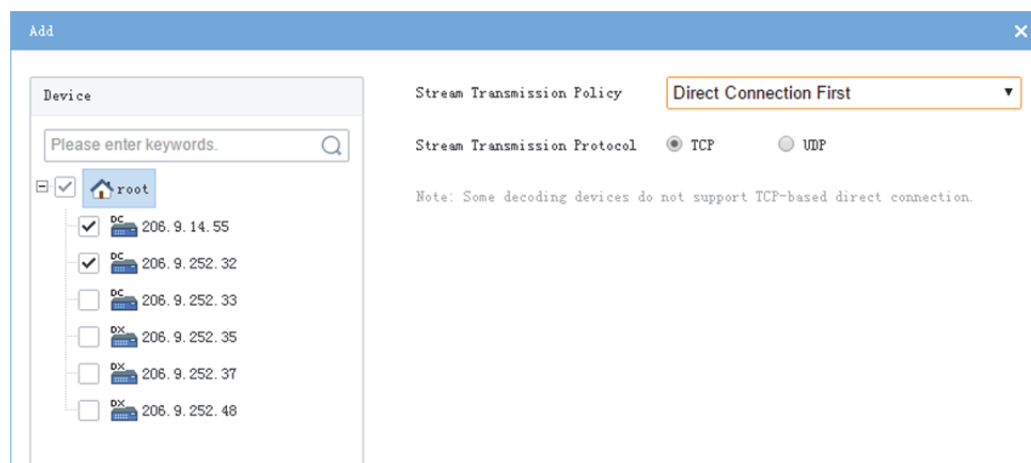 Add
Device
Please enter keywords.
root
DC 206.9.14.55
DC 206.9.252.32
DC 206.9.252.33
DX 206.9.252.35
DX 206.9.252.37
DX 206.9.252.48
Stream Transmission Policy Direct Connection First
Stream Transmission Protocol TCP UDP
Note: Some decoding devices do not support TCP-based direct connection.